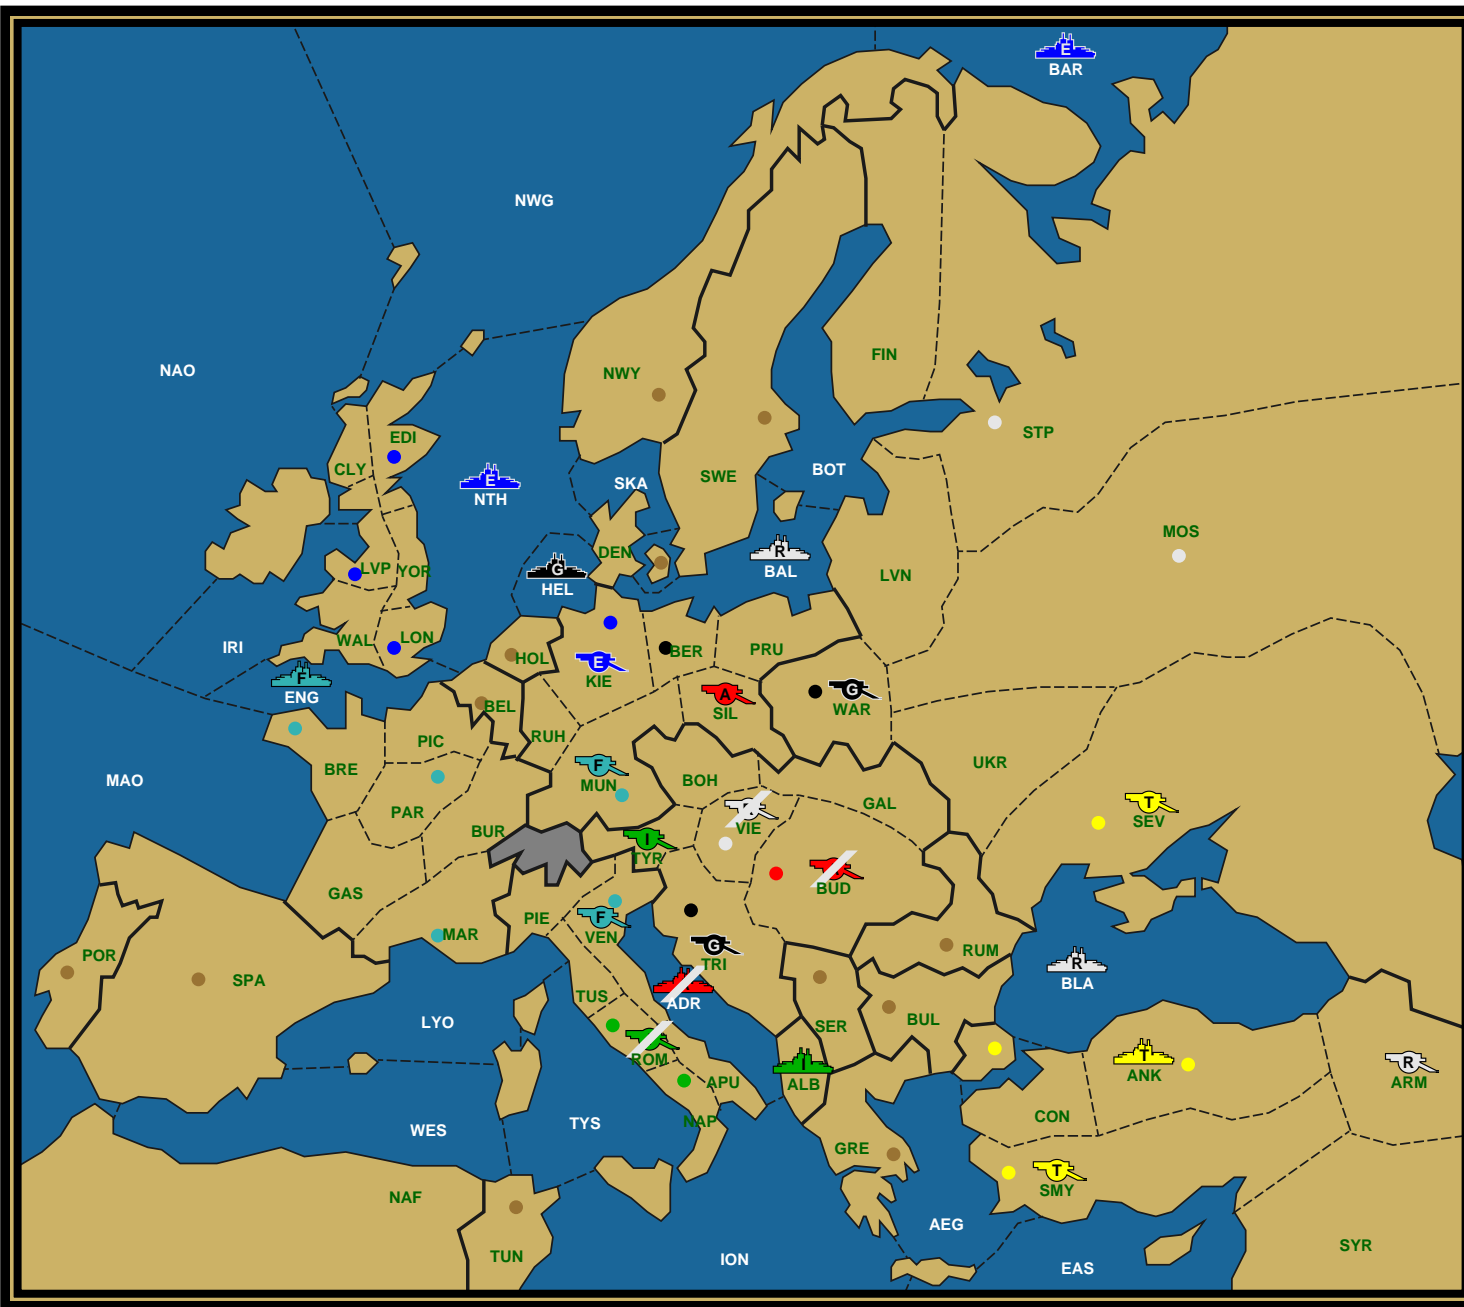 E
BAR
NWG
NAO
FIN
NWY
EDI
STP
CLY
SWE
BOT
E
NTH
SKA
MOS
DEN
R
BAL
G
HEL
LVP
YOR
LVN
WAL
LON
IRI
HOL
E
KIE
BER
PRU
F
ENG
A
SIL
G
WAR
BEL
RUH
PIC
UKR
BRE
MAO
F
MUN
BOH
GAL
PAR
T
SEV
VIE
BUR
I
TYR
BUD
GAS
PIE
F
VEN
MAR
G
TRI
RUM
POR
SPA
R
BLA
TUS
ADR
LYO
SER
BUL
ROM
I
ALB
APU
T
ANK
R
ARM
CON
NAP
TYS
WES
GRE
T
SMY
NAF
AEG
TUN
ION
SYR
EAS